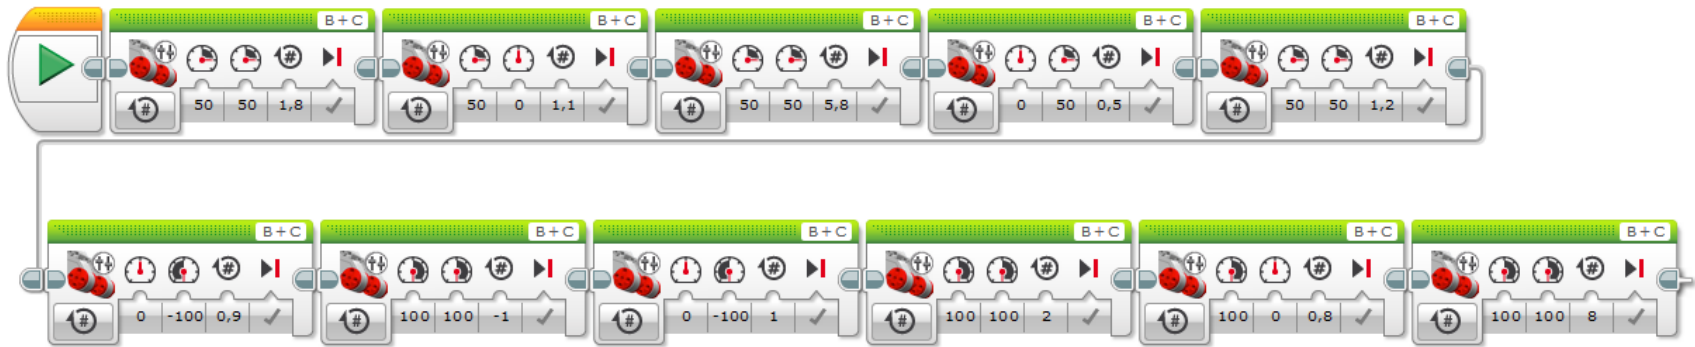 B+C B+C B+C B+C B+C
# # # # #
# 50 50 1,8 # 50 0 1,1 # 50 50 5,8 # 0 50 0,5 # 50 50 1,2
B+C B+C B+C B+C B+C B+C
# # # # # #
# 0 -100 0,9 # 100 100 -1 # 0 -100 1 # 100 100 2 # 100 0 0,8 # 100 100 8